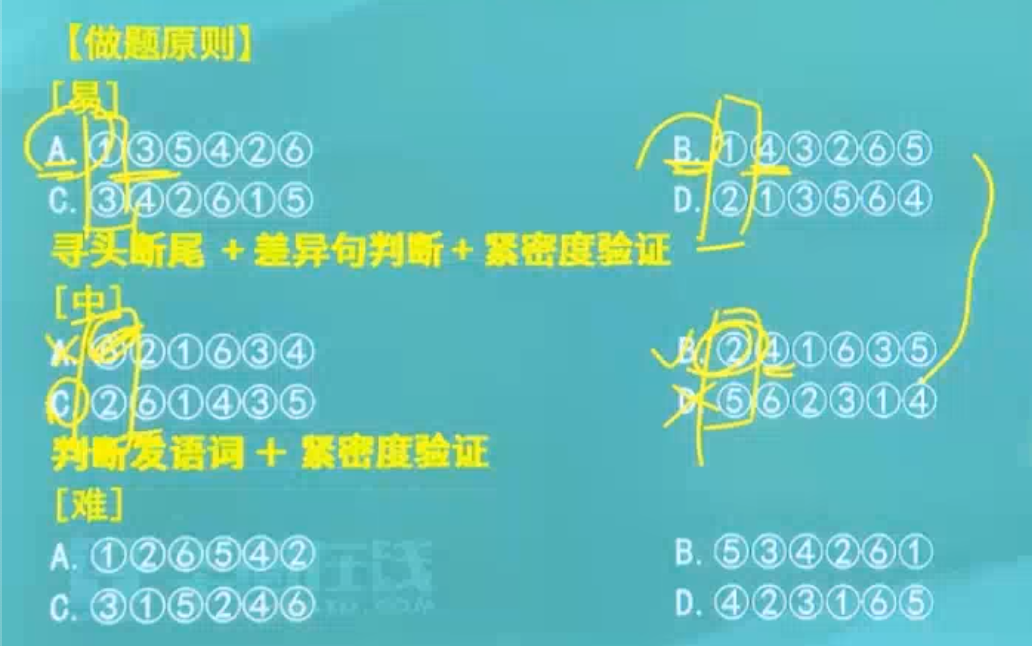 【做题原则】
[易]
A. ①③⑤④②⑥ B. ①④③②⑥⑤
C. ③④②⑥①⑤ D. ②①③⑤⑥④
寻头断尾 + 差异句判断 + 紧密度验证
[中]
A. ⑤②①⑥③④ B. ②④①⑥③⑤
C. ②⑥①④③⑤ D. ⑤⑥②③①④
判断发语词 + 紧密度验证
[难]
A. ①②⑥⑤④② B. ⑤③④②⑥①
C. ③①⑤②④⑥ D. ④②③①⑥⑤